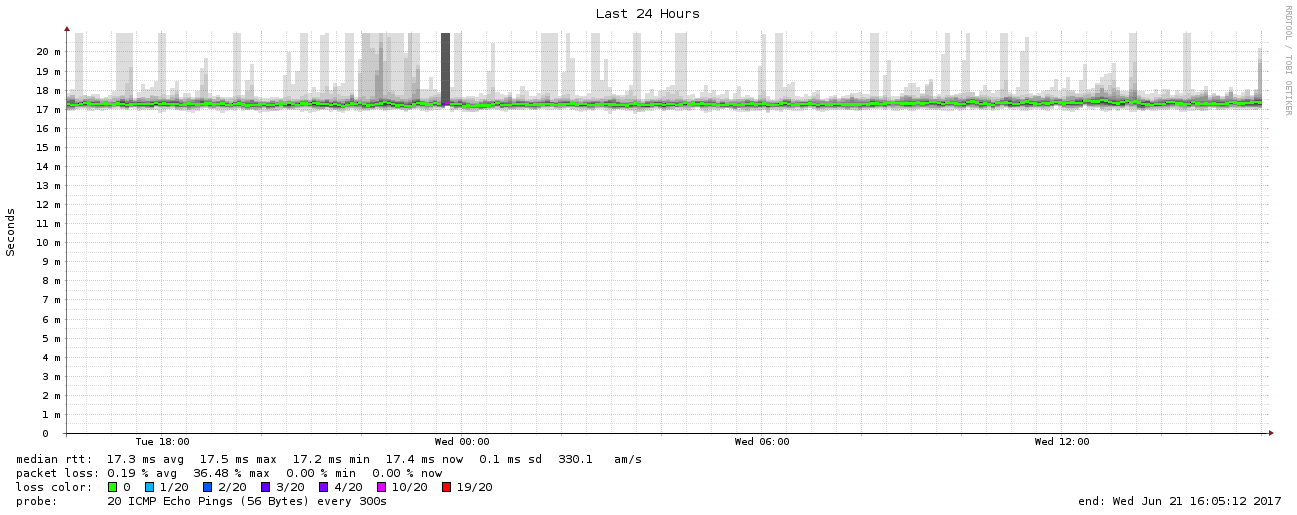 Last 24 Hours
RRDTOOL / TOBI OETIKER
Seconds
20 m
19 m
18 m
17 m
16 m
15 m
14 m
13 m
12 m
11 m
10 m
9 m
8 m
7 m
6 m
5 m
4 m
3 m
2 m
1 m
0
Tue 18:00 Wed 00:00 Wed 06:00 Wed 12:00
median rtt: 17.3 ms avg 17.5 ms max 17.2 ms min 17.4 ms now 0.1 ms sd 330.1 am/s
packet loss: 0.19 % avg 36.48 % max 0.00 % min 0.00 % now
loss color: 0 1/20 2/20 3/20 4/20 10/20 19/20
probe: 20 ICMP Echo Pings (56 Bytes) every 300s end: Wed Jun 21 16:05:12 2017